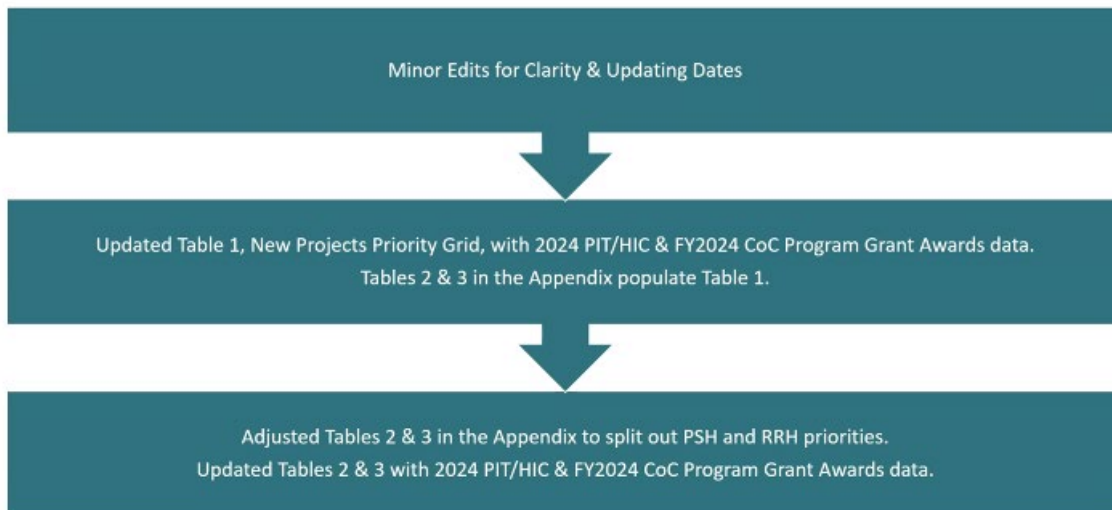 Minor Edits for Clarity & Updating Dates
Updated Table 1, New Projects Priority Grid, with 2024 PIT/HIC & FY2024 CoC Program Grant Awards data.
Tables 2 & 3 in the Appendix populate Table 1.
Adjusted Tables 2 & 3 in the Appendix to split out PSH and RRH priorities.
Updated Tables 2 & 3 with 2024 PIT/HIC & FY2024 CoC Program Grant Awards data.